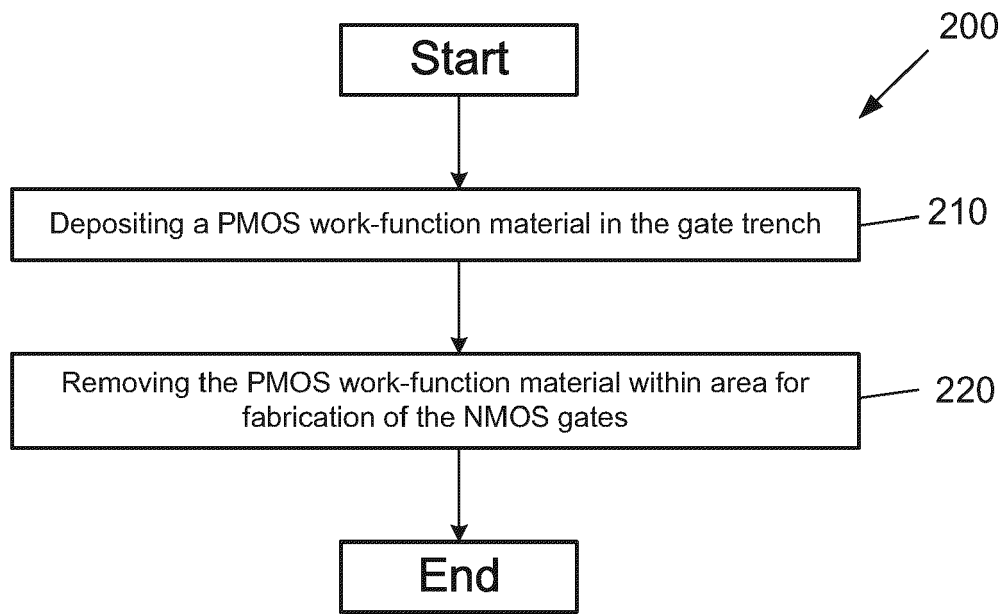 200
Start
Depositing a PMOS work-function material in the gate trench
210
Removing the PMOS work-function material within area for
fabrication of the NMOS gates
220
End